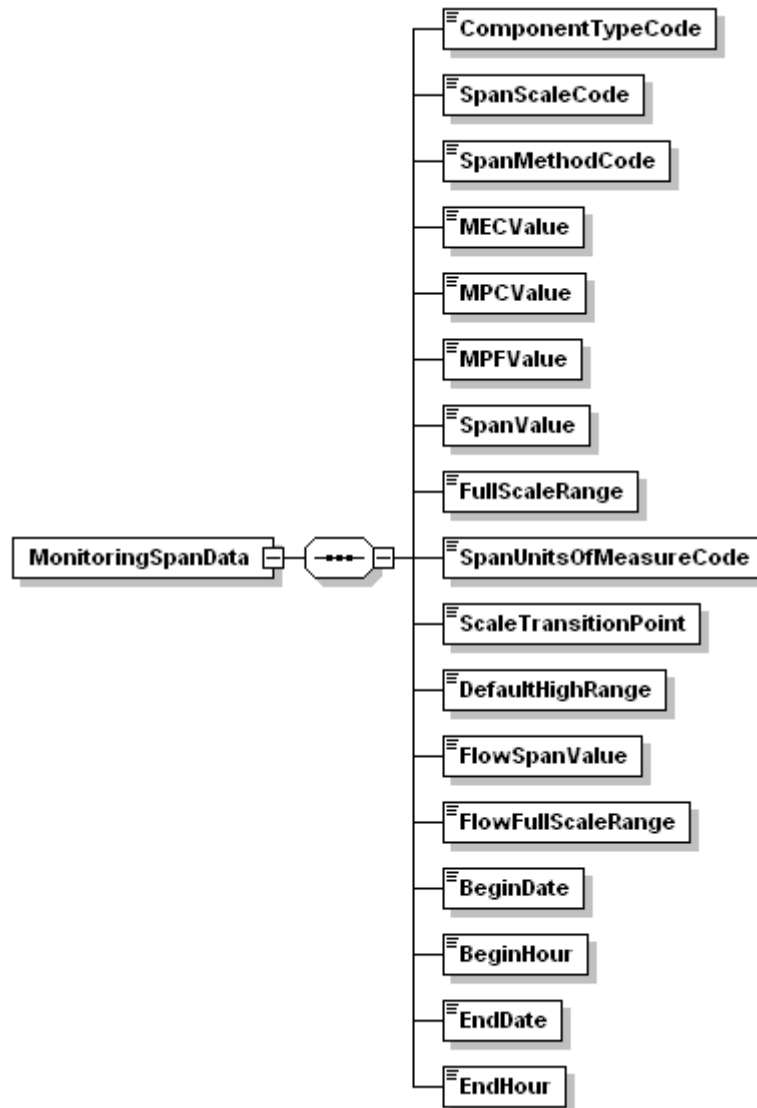 ComponentTypeCode
SpanScaleCode
SpanMethodCode
MECValue
MPCValue
MPFValue
SpanValue
FullScaleRange
MonitoringSpanData
SpanUnitsOfMeasureCode
ScaleTransitionPoint
DefaultHighRange
FlowSpanValue
FlowFullScaleRange
BeginDate
BeginHour
EndDate
EndHour